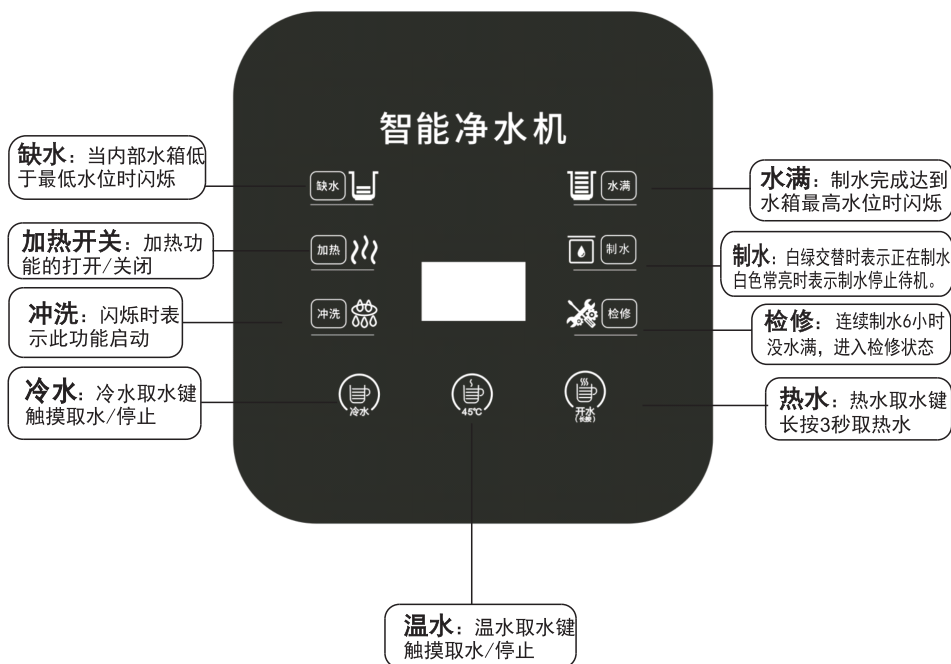 智能净水机
缺水：当内部水箱低
于最低水位时闪烁
加热开关：加热功
能的打开/关闭
冲洗：闪烁时表
示此功能启动
冷水：冷水取水键
触摸取水/停止
缺水
加热
冲洗
水满
制水
检修
冷水
45℃
开水
(长按)
水满：制水完成达到
水箱最高水位时闪烁
制水：白绿交替时表示正在制水
白色常亮时表示制水停止待机。
检修：连续制水6小时
没水满，进入检修状态
热水：热水取水键
长按3秒取热水
温水：温水取水键
触摸取水/停止